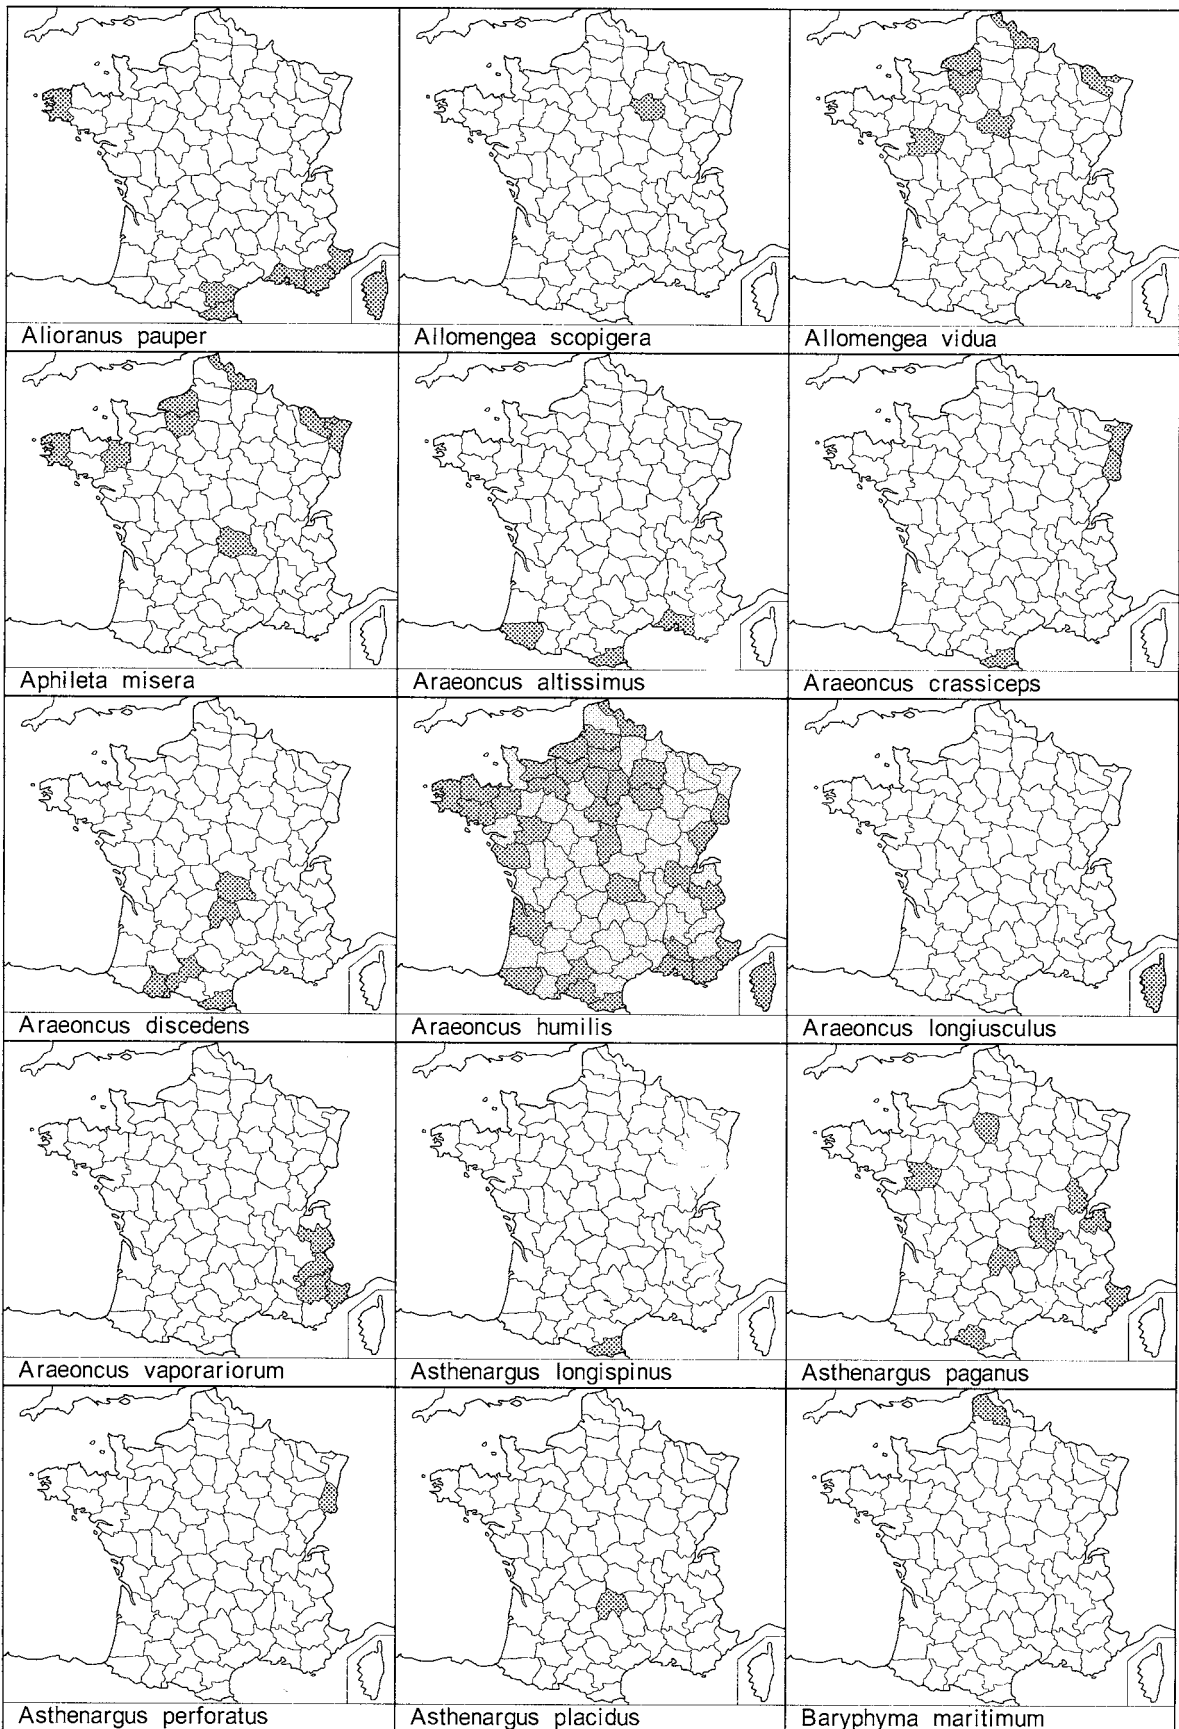 Alioranus pauper
Allomengea scopigera
Allomengea vidua
Aphileta misera
Araeoncus altissimus
Araeoncus crassiceps
Araeoncus discedens
Araeoncus humilis
Araeoncus longiusculus
Araeoncus vaporariorum
Asthenargus longispinus
Asthenargus paganus
Asthenargus perforatus
Asthenargus placidus
Baryphyma maritimum